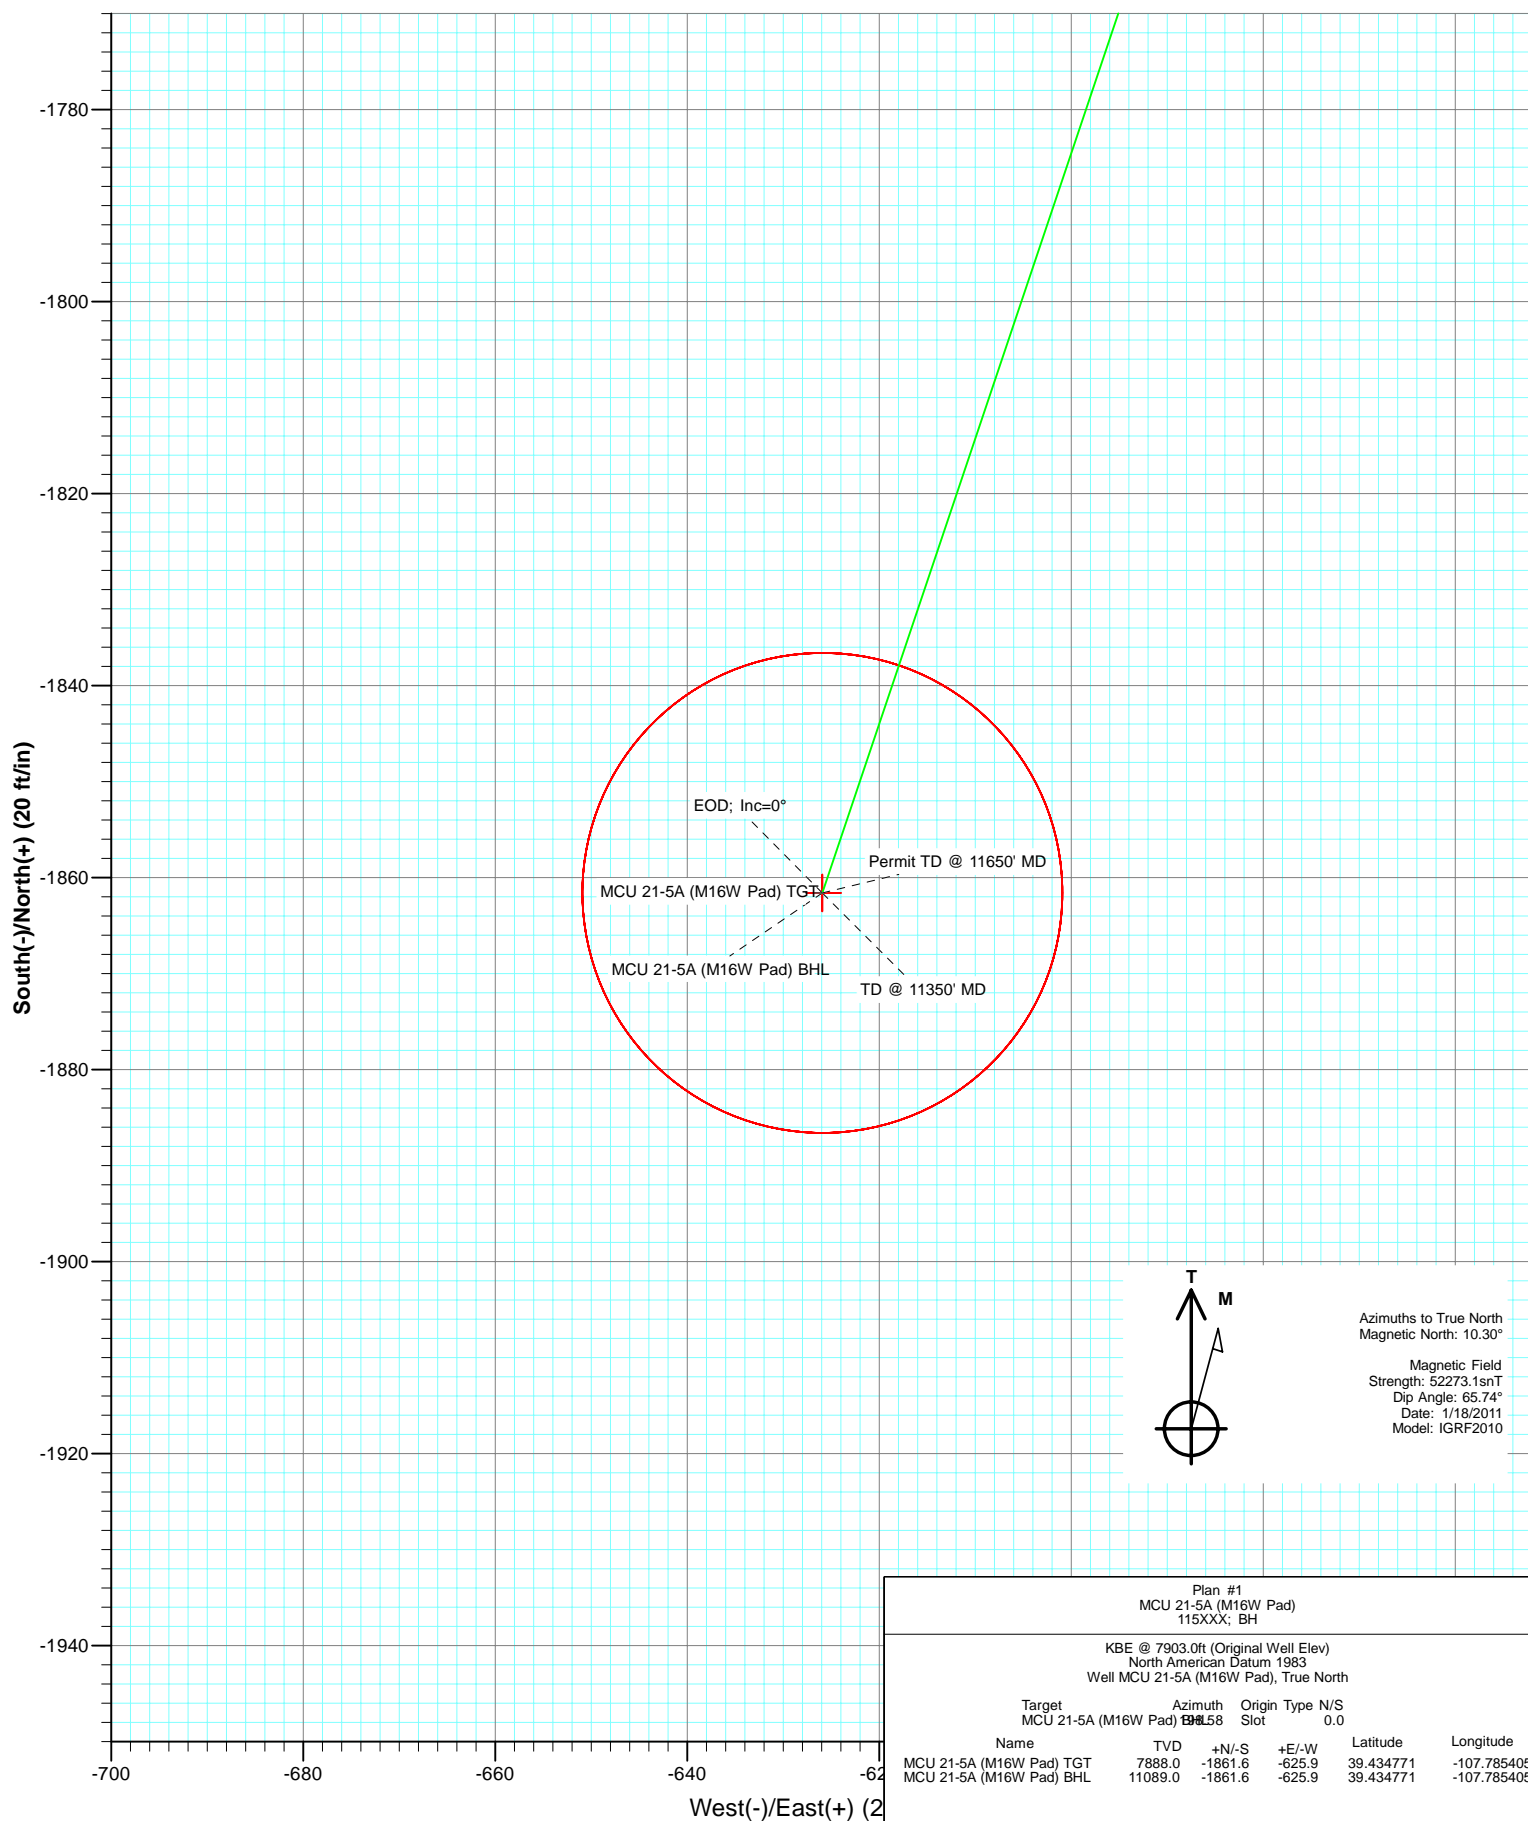 -1780
-1800
-1820
-1840
-1860
-1880
-1900
-1920
-1940
South(-)/North(+) (20 ft/in)
EOD; Inc=0°
Permit TD @ 11650' MD
MCU 21-5A (M16W Pad) TGT
MCU 21-5A (M16W Pad) BHL
TD @ 11350' MD
T
M
Azimuths to True North
Magnetic North: 10.30°
Magnetic Field
Strength: 52273.1snT
Dip Angle: 65.74°
Date: 1/18/2011
Model: IGRF2010
Plan #1
MCU 21-5A (M16W Pad)
115XXX; BH
KBE @ 7903.0ft (Original Well Elev)
North American Datum 1983
Well MCU 21-5A (M16W Pad), True North
Target Azimuth Origin Type N/S
MCU 21-5A (M16W Pad) BHL Slot 0.0
Name TVD +N/-S +E/-W Latitude Longitude
MCU 21-5A (M16W Pad) TGT 7888.0 -1861.6 -625.9 39.434771 -107.785405
MCU 21-5A (M16W Pad) BHL 11089.0 -1861.6 -625.9 39.434771 -107.785405
-700 -680 -660 -640 -62
West(-)/East(+) (2